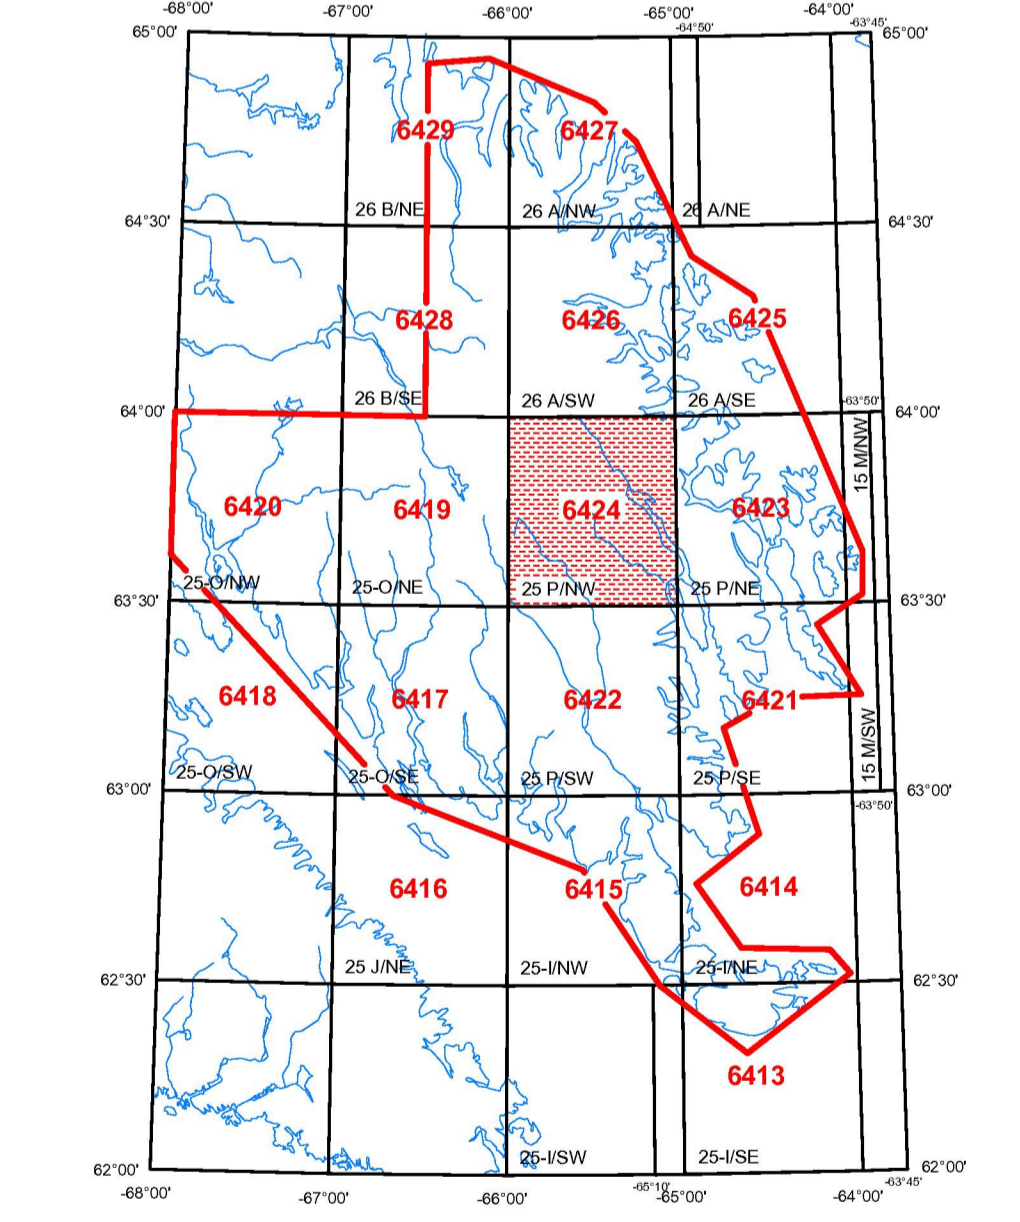 -68°00' -67°00' -66°00' -65°00' -64°00'
-64°50' -63°45'
65°00' 65°00'
6429 6427
26 B/NE 26 A/NW 26 A/NE
64°30' 64°30'
6428 6426 6425
26 B/SE 26 A/SW 26 A/SE -63°50'
64°00' 64°00'
15 M/NW
6420 6419 6424 6423
25-O/NW 25-O/NE 25 P/NW 25 P/NE
63°30' 63°30'
6418 6417 6422 6421
15 M/SW
25-O/SW 25-O/SE 25 P/SW 25 P/SE
63°00' 63°00'
-63°50'
6416 6415 6414
25 J/NE 25-I/NW 25-I/NE
62°30' 62°30'
6413
25-I/SW 25-I/SE
62°00' 62°00'
-65°10' -63°45'
-68°00' -67°00' -66°00' -65°00' -64°00'